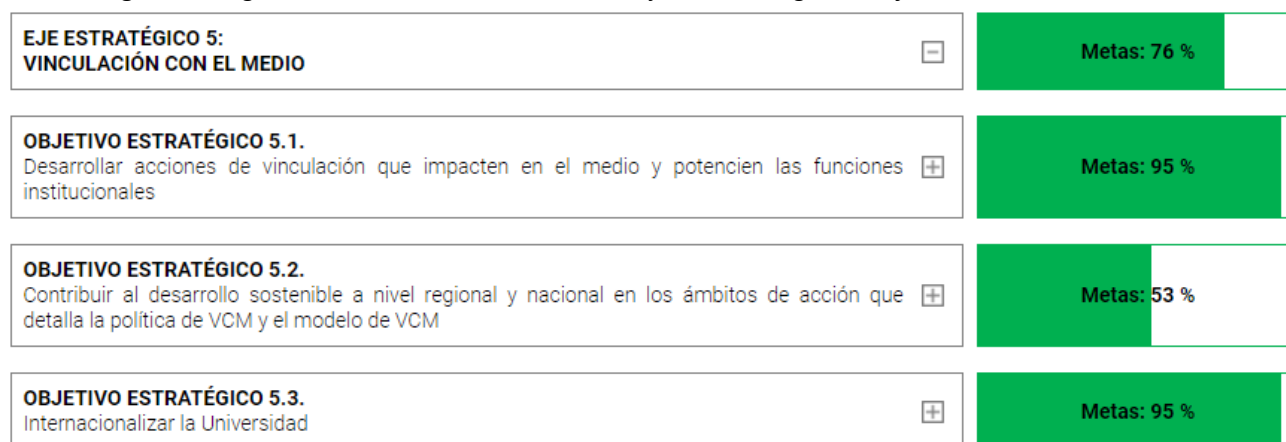 EJE ESTRATÉGICO 5:
VINCULACIÓN CON EL MEDIO
Metas: 76 %
OBJETIVO ESTRATÉGICO 5.1.
Desarrollar acciones de vinculación que impacten en el medio y potencien las funciones
institucionales
Metas: 95 %
OBJETIVO ESTRATÉGICO 5.2.
Contribuir al desarrollo sostenible a nivel regional y nacional en los ámbitos de acción que
detalla la política de VCM y el modelo de VCM
Metas: 53 %
OBJETIVO ESTRATÉGICO 5.3.
Internacionalizar la Universidad
Metas: 95 %